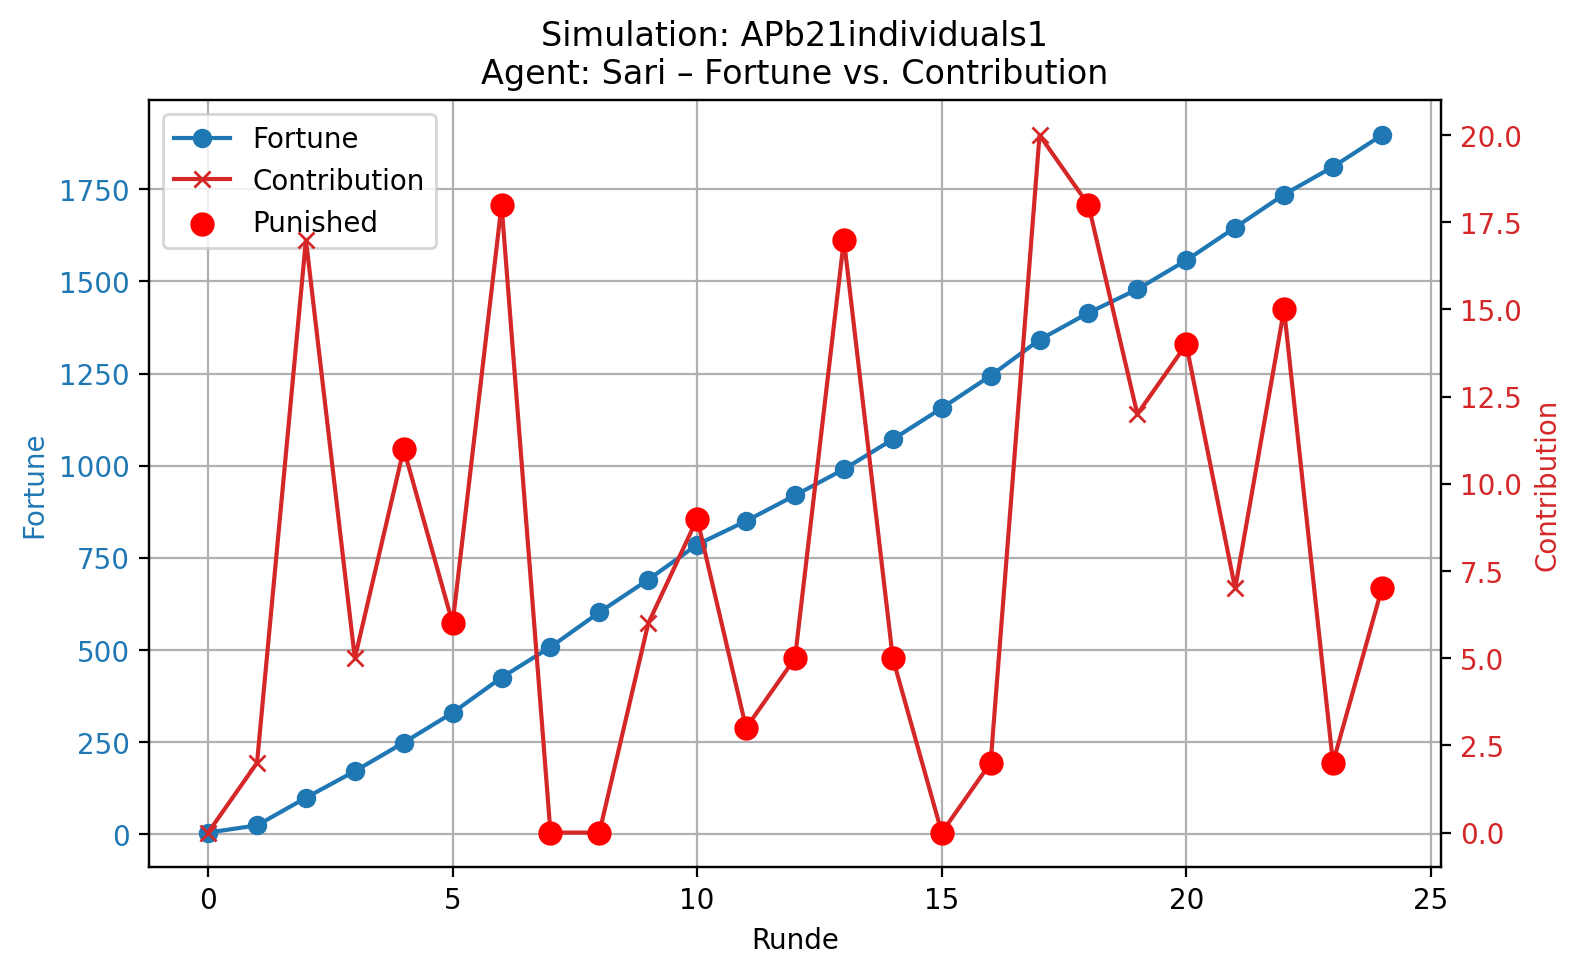 Simulation: APb21individuals1
Agent: Sari – Fortune vs. Contribution
Fortune
Contribution
Punished
1750
1500
1250
1000
750
500
250
0
Fortune
20.0
17.5
15.0
12.5
10.0
7.5
5.0
2.5
0.0
Contribution
0 5 10 15 20 25
Runde